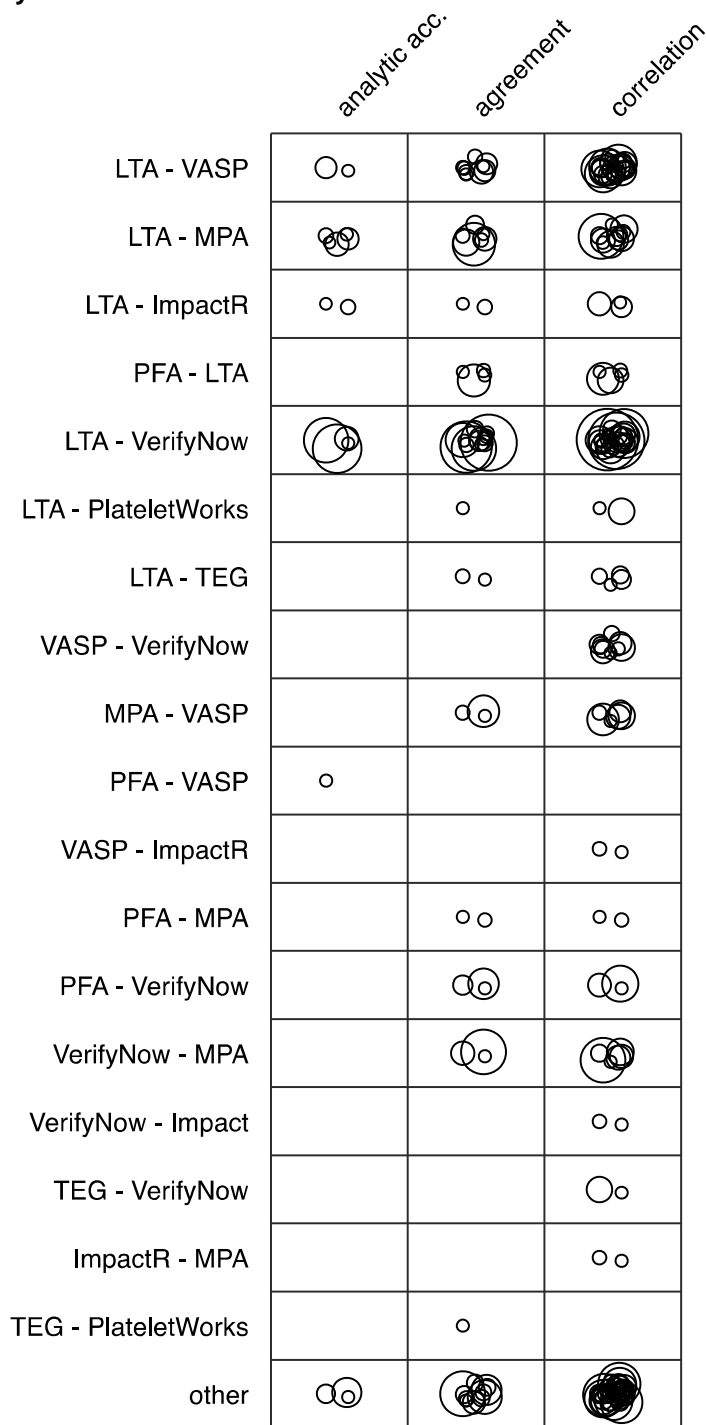 analytic acc.
agreement
correlation
LTA - VASP
LTA - MPA
LTA - ImpactR
PFA - LTA
LTA - VerifyNow
LTA - PlateletWorks
LTA - TEG
VASP - VerifyNow
MPA - VASP
PFA - VASP
VASP - ImpactR
PFA - MPA
PFA - VerifyNow
VerifyNow - MPA
VerifyNow - Impact
TEG - VerifyNow
ImpactR - MPA
TEG - PlateletWorks
other